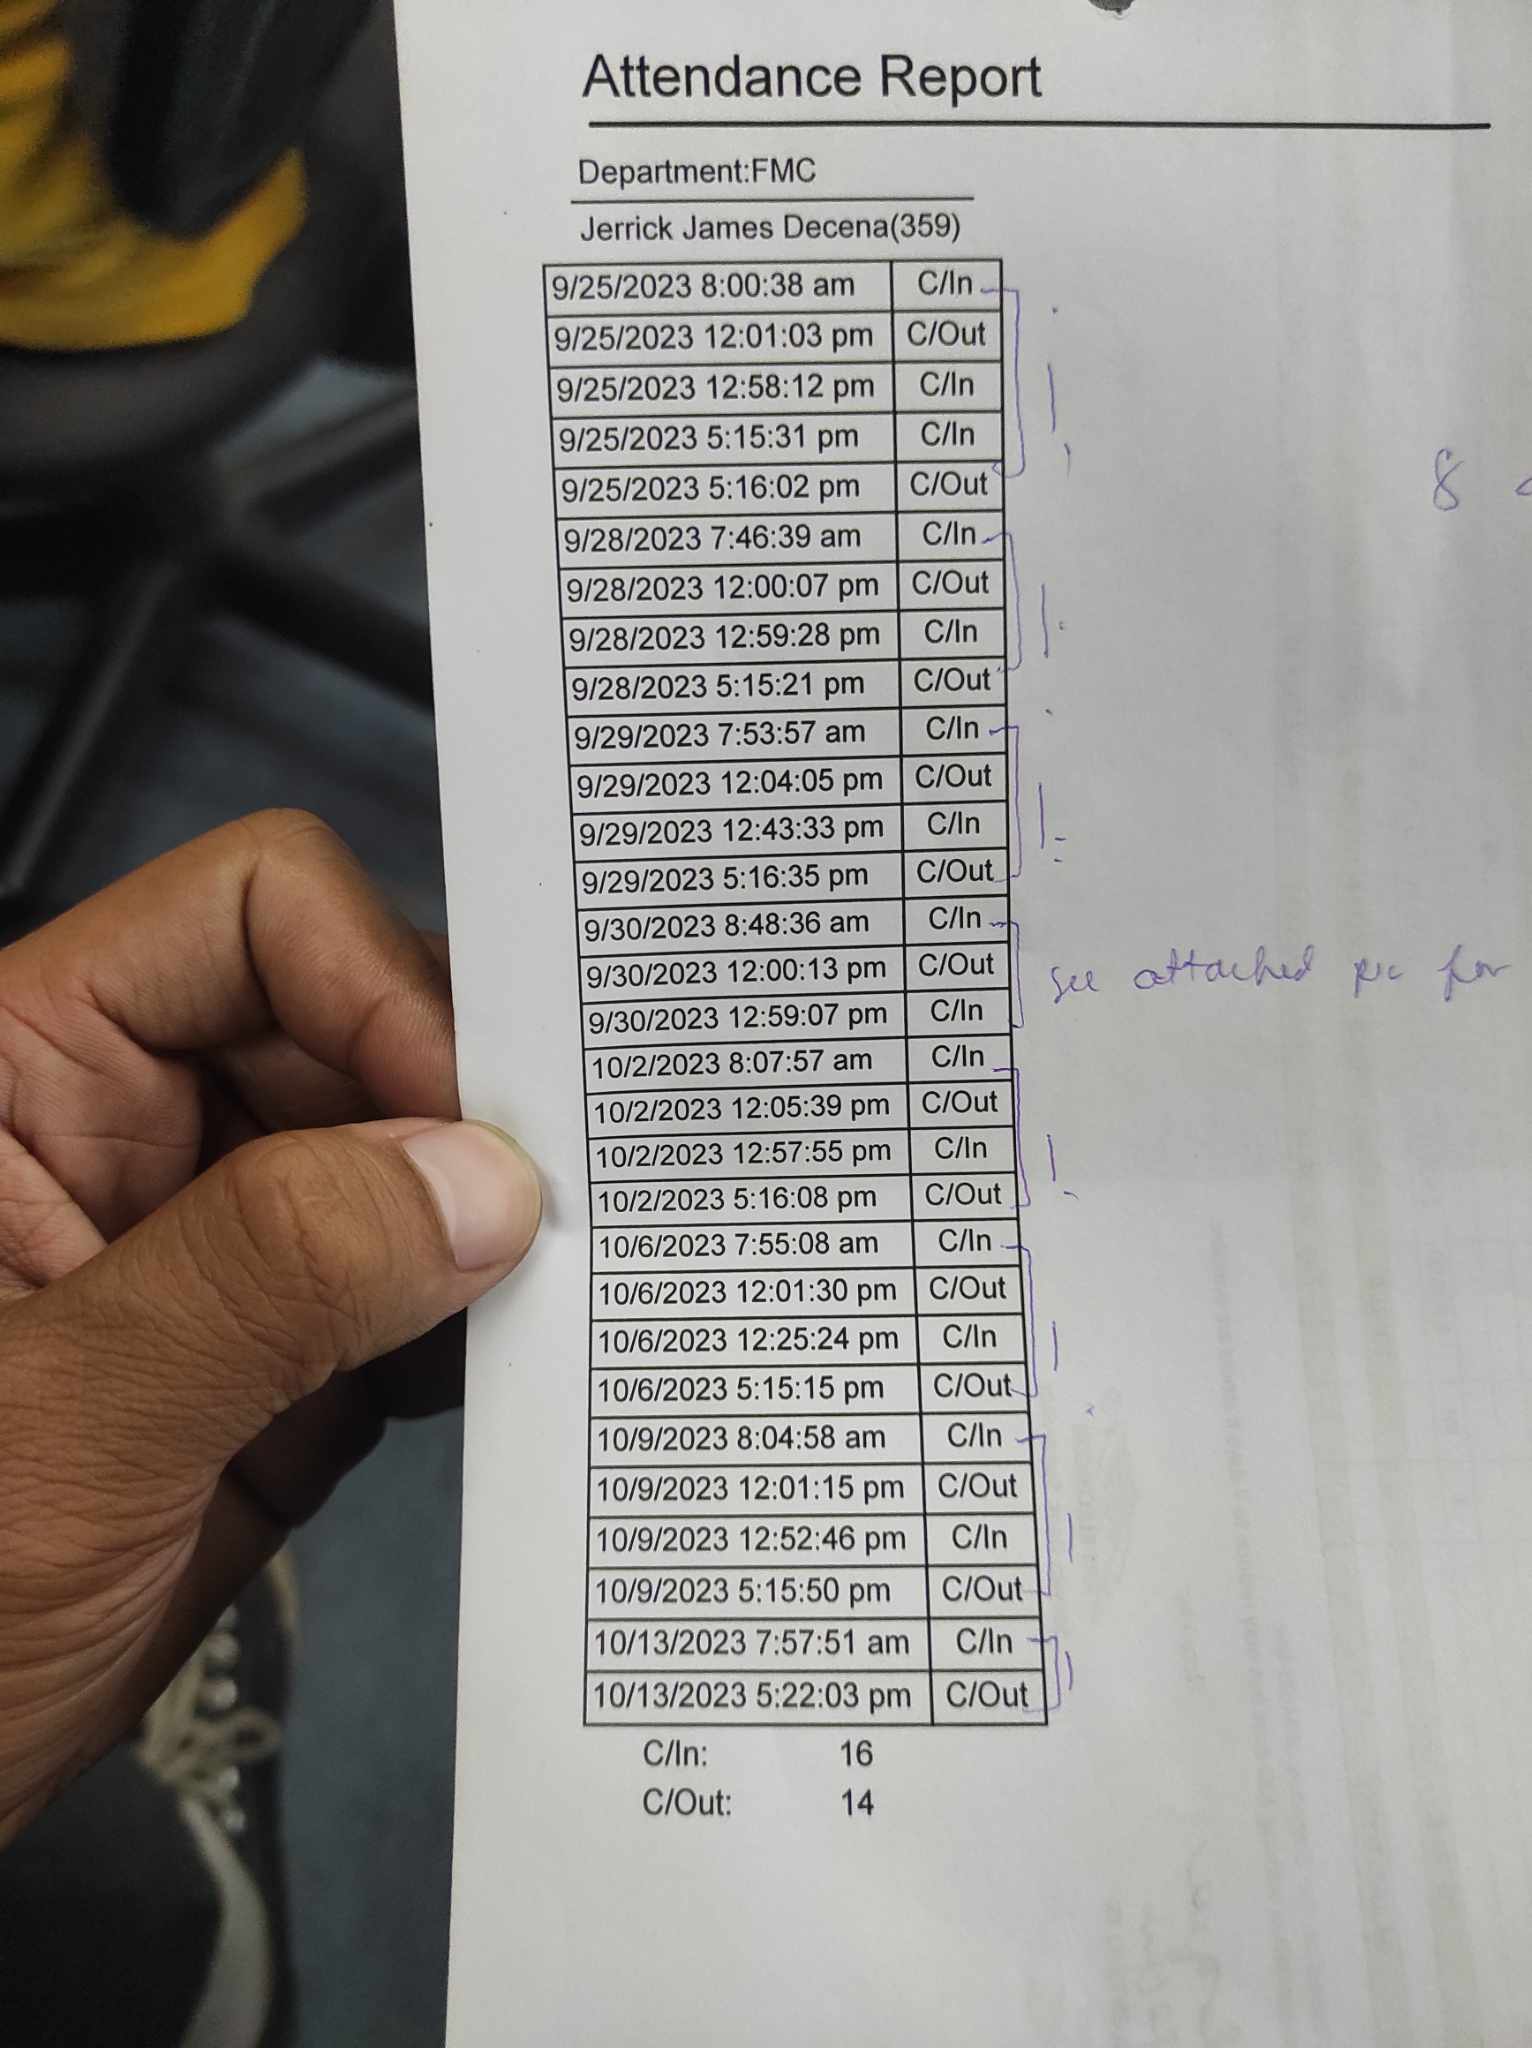 Attendance Report
Department:FMC
Jerrick James Decena(359)
9/25/2023 8:00:38 am C/In
9/25/2023 12:01:03 pm C/Out
9/25/2023 12:58:12 pm C/In
9/25/2023 5:15:31 pm C/In
9/25/2023 5:16:02 pm C/Out
8
9/28/2023 7:46:39 am C/In
9/28/2023 12:00:07 pm C/Out
9/28/2023 12:59:28 pm C/In
9/28/2023 5:15:21 pm C/Out
9/29/2023 7:53:57 am C/In
9/29/2023 12:04:05 pm C/Out
9/29/2023 12:43:33 pm C/In
9/29/2023 5:16:35 pm C/Out
9/30/2023 8:48:36 am C/In
9/30/2023 12:00:13 pm C/Out see attached pic for
9/30/2023 12:59:07 pm C/In
10/2/2023 8:07:57 am C/In
10/2/2023 12:05:39 pm C/Out
10/2/2023 12:57:55 pm C/In
10/2/2023 5:16:08 pm C/Out
10/6/2023 7:55:08 am C/In
10/6/2023 12:01:30 pm C/Out
10/6/2023 12:25:24 pm C/In
10/6/2023 5:15:15 pm C/Out
10/9/2023 8:04:58 am C/In
10/9/2023 12:01:15 pm C/Out
10/9/2023 12:52:46 pm C/In
10/9/2023 5:15:50 pm C/Out
10/13/2023 7:57:51 am C/In
10/13/2023 5:22:03 pm C/Out
C/In: 16
C/Out: 14